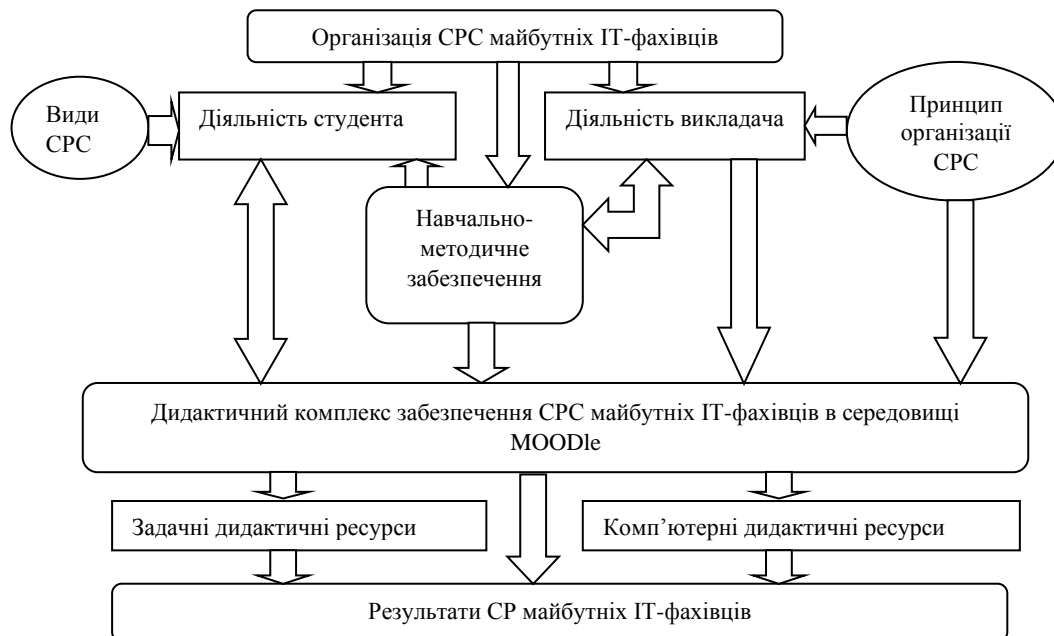 Організація СРС майбутніх ІТ-фахівців
Види
СРС
Діяльність студента
Діяльність викладача
Принцип
організації
СРС
Навчально-
методичне
забезпечення
Дидактичний комплекс забезпечення СРС майбутніх ІТ-фахівців в середовищі
MOODle
Задачні дидактичні ресурси
Комп’ютерні дидактичні ресурси
Результати СР майбутніх ІТ-фахівців